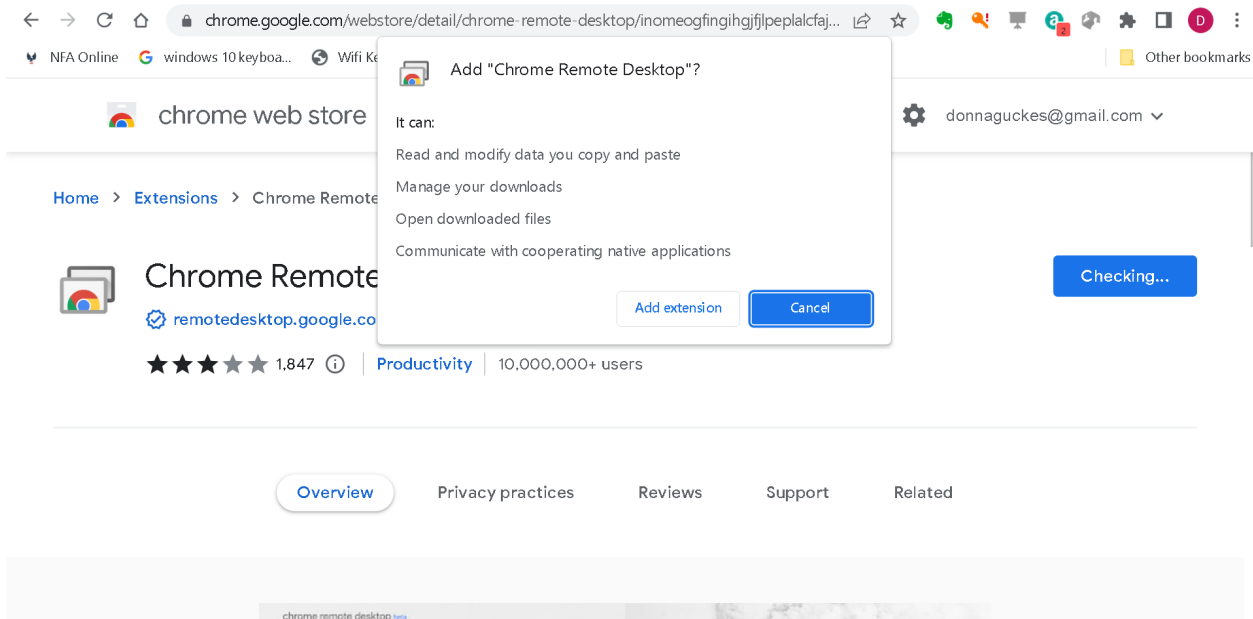 chrome.google.com/webstore/detail/chrome-remote-desktop/inomeogfingihgjfjlpeplalcfaj...
NFA Online
windows 10 keyboa...
Wifi Ke
Other bookmarks
2
D
Add "Chrome Remote Desktop"?
chrome web store
donnaguckes@gmail.com
It can:
Read and modify data you copy and paste
Manage your downloads
Home > Extensions > Chrome Remote
Open downloaded files
Communicate with cooperating native applications
Chrome Remote
Checking...
Add extension
Cancel
remotedesktop.google.co
1,847
Productivity
10,000,000+ users
Overview
Privacy practices
Reviews
Support
Related
chrome remote desktop beta